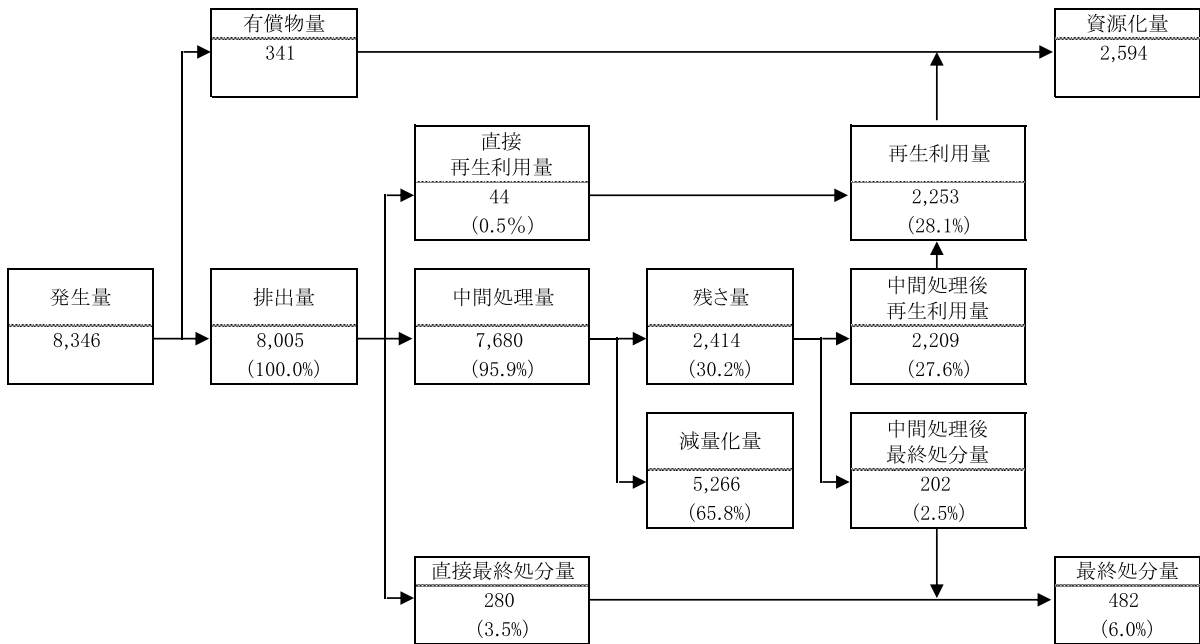 有償物量
341
資源化量
2,594
直接
再生利用量
44
(0.5%)
再生利用量
2,253
(28.1%)
発生量
8,346
排出量
8,005
(100.0%)
中間処理量
7,680
(95.9%)
残さ量
2,414
(30.2%)
中間処理後
再生利用量
2,209
(27.6%)
減量化量
5,266
(65.8%)
中間処理後
最終処分量
202
(2.5%)
直接最終処分量
280
(3.5%)
最終処分量
482
(6.0%)